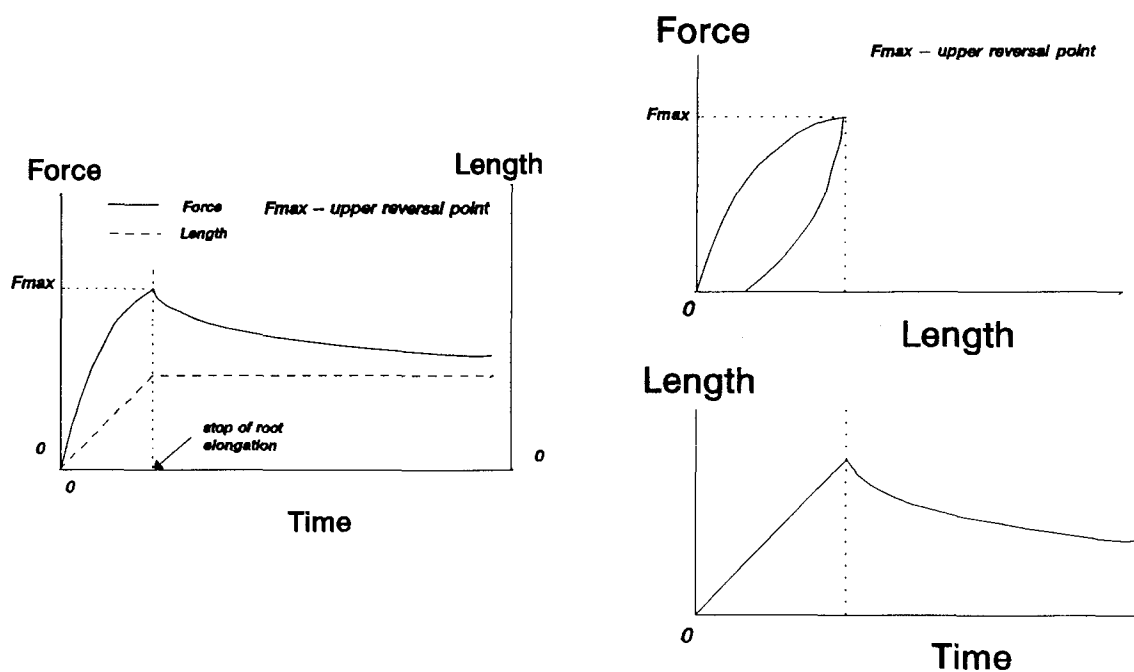 Force
Length
Force
Fmax – upper reversal point
Length
Fmax
stop of root
elongation
0
0
0
Time
Force
Fmax – upper reversal point
Fmax
0
Length
Length
0
Time